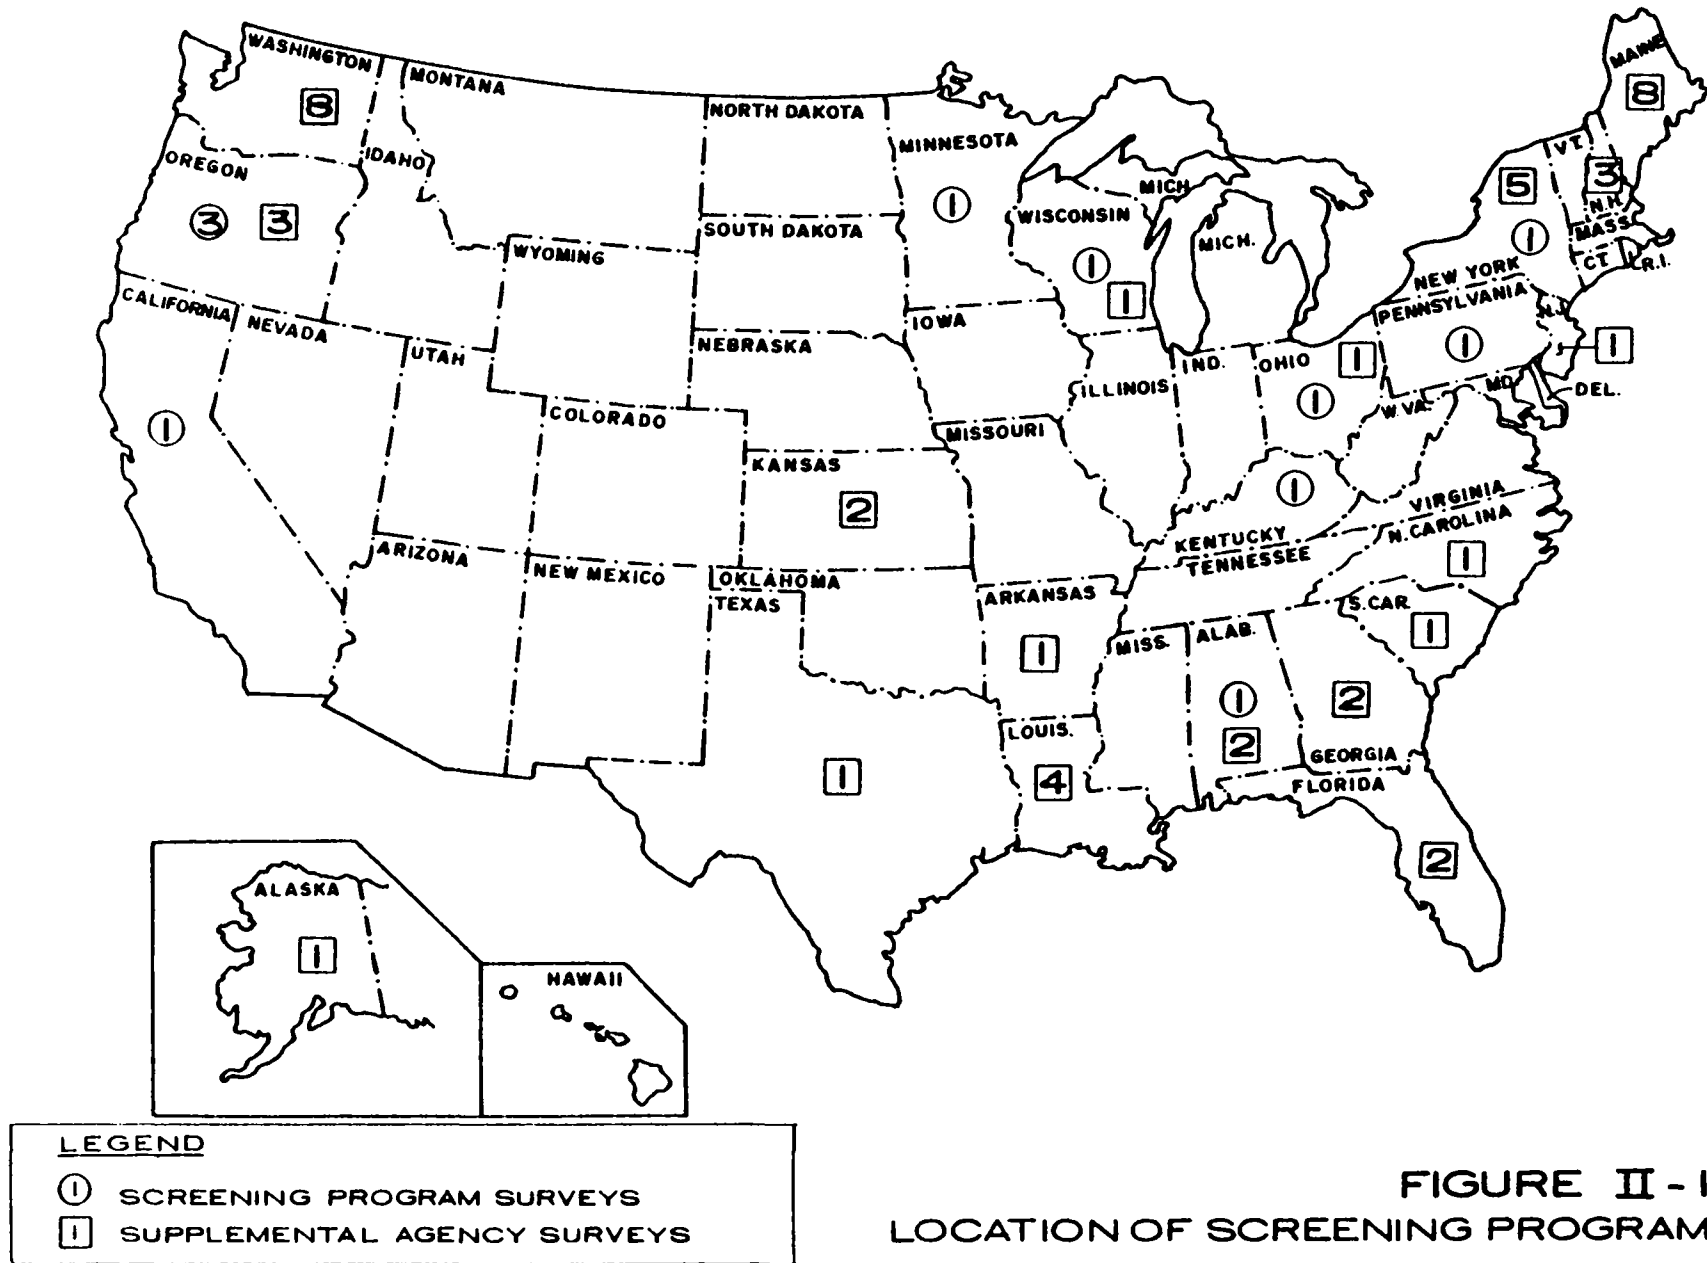 WASHINGTON
8
MONTANA
MAINE
8
NORTH DAKOTA
MINNESOTA
1
IDAHO
OREGON
3 3
VT.
5
3
N.H.
MASS.
1
CT.
R.I.
MICH.
WISCONSIN
1
1
MICH.
SOUTH DAKOTA
WYOMING
NEW YORK
PENNSYLVANIA
1
N.J.
1
CALIFORNIA
1
NEVADA
UTAH
NEBRASKA
IOWA
ILLINOIS
IND.
OHIO
1
1
MD.
DEL.
W.VA.
COLORADO
MISSOURI
KANSAS
2
1
VIRGINIA
KENTUCKY
TENNESSEE
N.CAROLINA
1
ARIZONA
NEW MEXICO
OKLAHOMA
TEXAS
1
ARKANSAS
1
S.CAR.
1
MISS.
ALAB.
1
2
2
GEORGIA
FLORIDA
2
LOUIS.
4
ALASKA
1
HAWAII
LEGEND
1 SCREENING PROGRAM SURVEYS
1 SUPPLEMENTAL AGENCY SURVEYS
FIGURE II-1
LOCATION OF SCREENING PROGRAM